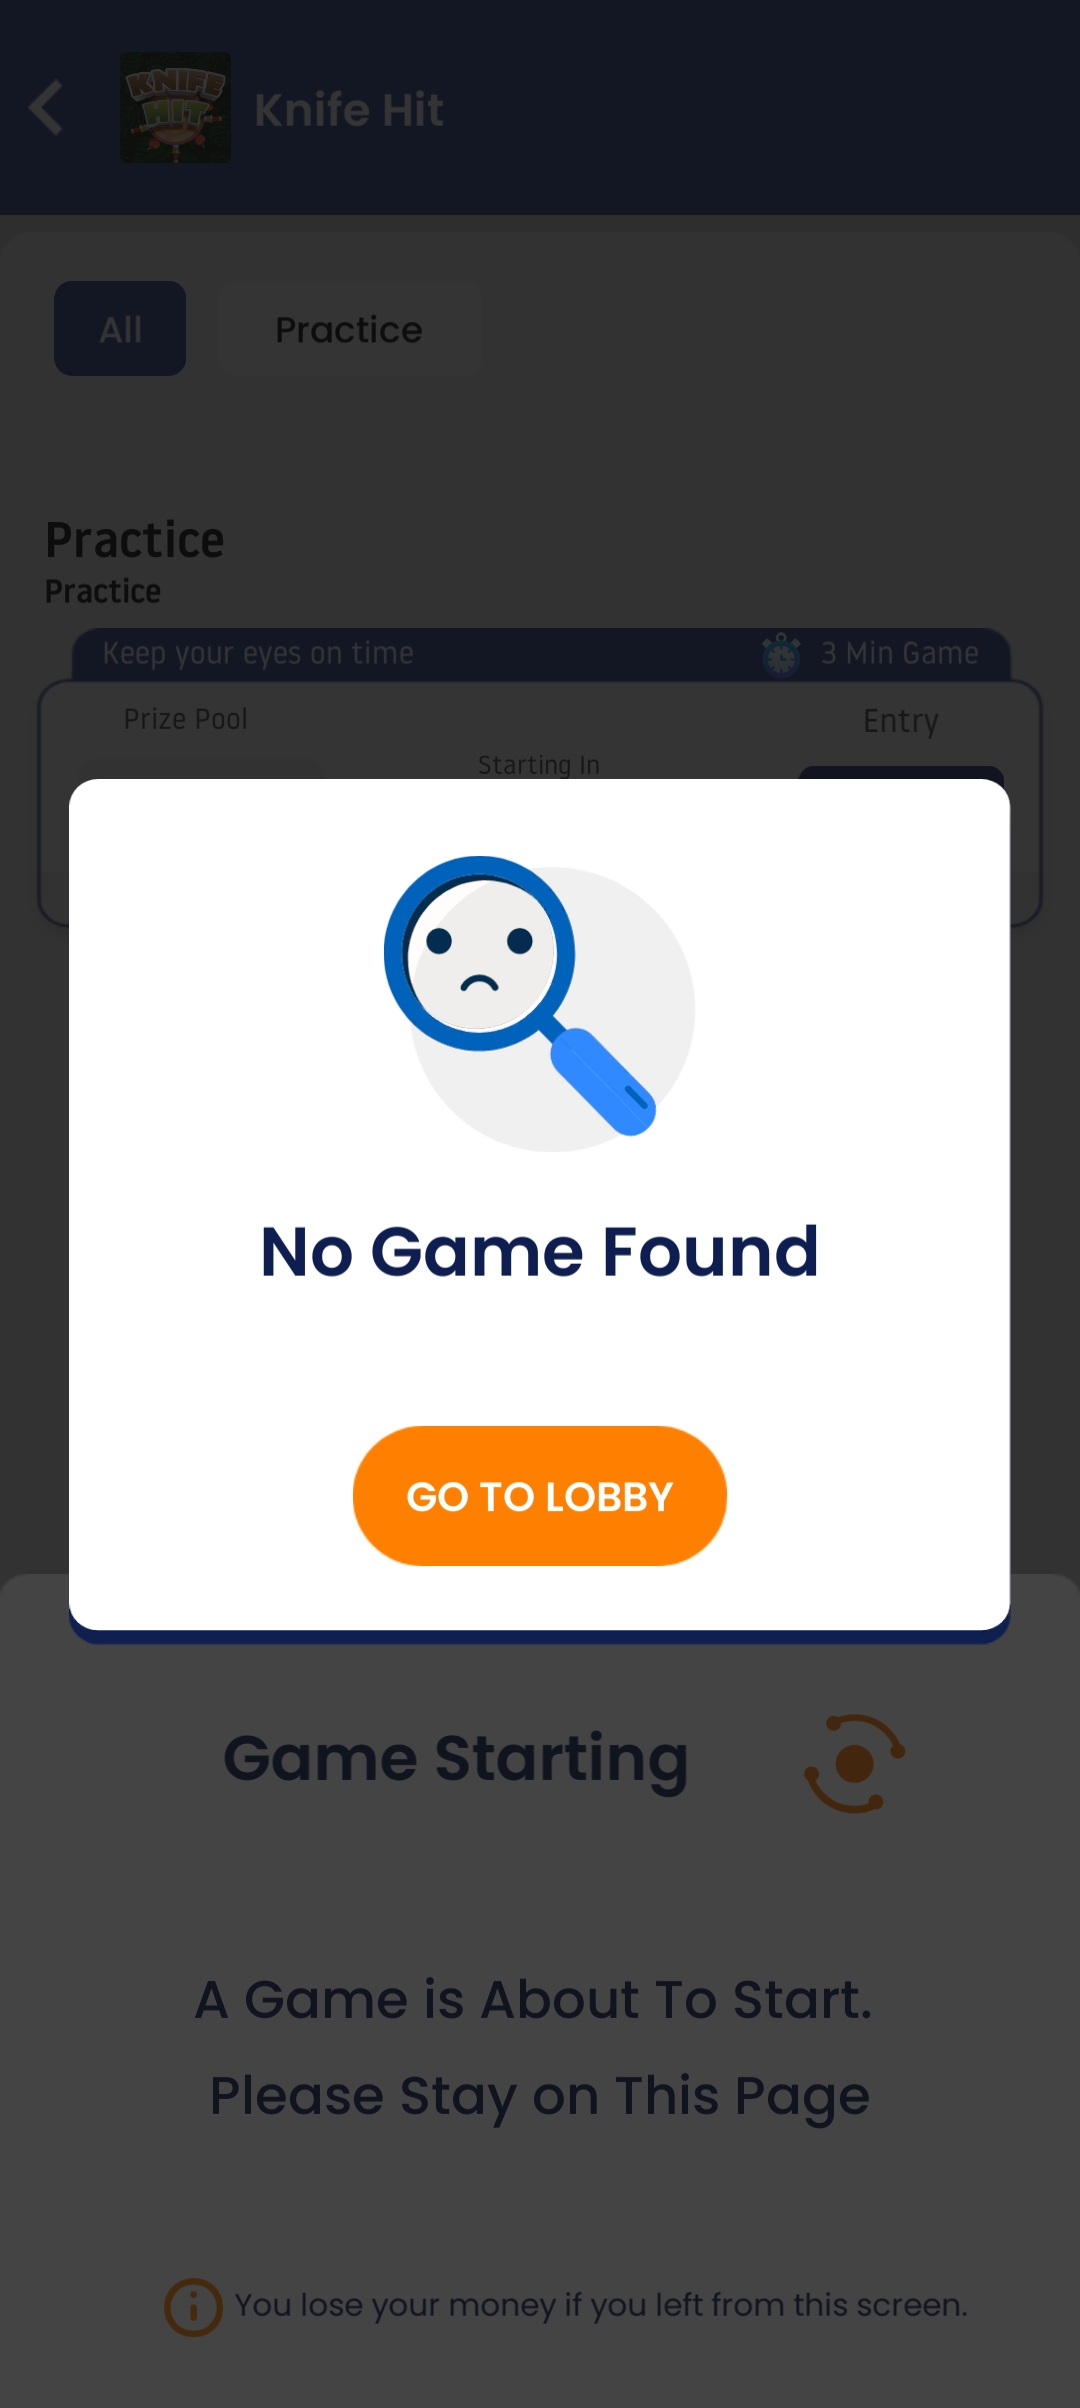 KNIFE
HIT
Knife Hit
All
Practice
Practice
Practice
Keep your eyes on time
3 Min Game
Prize Pool
Entry
Starting In
No Game Found
GO TO LOBBY
Game Starting
A Game is About To Start.
Please Stay on This Page
You lose your money if you left from this screen.